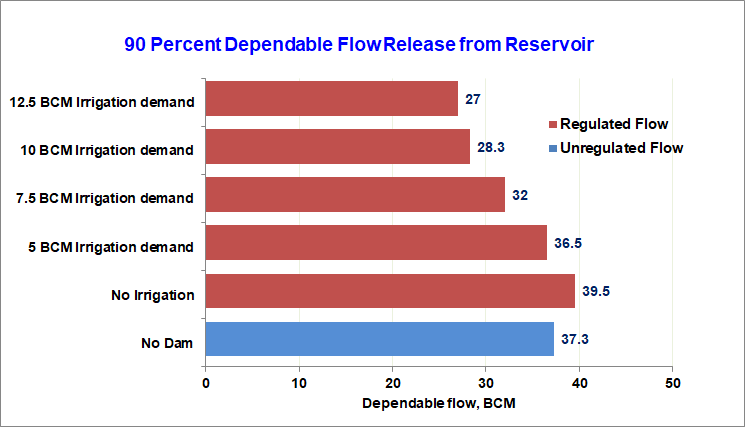 90 Percent Dependable Flow Release from Reservoir
12.5 BCM Irrigation demand
27
10 BCM Irrigation demand
28.3
7.5 BCM Irrigation demand
32
5 BCM Irrigation demand
36.5
No Irrigation
39.5
No Dam
37.3
Regulated Flow
Unregulated Flow
0 10 20 30 40 50
Dependable flow, BCM